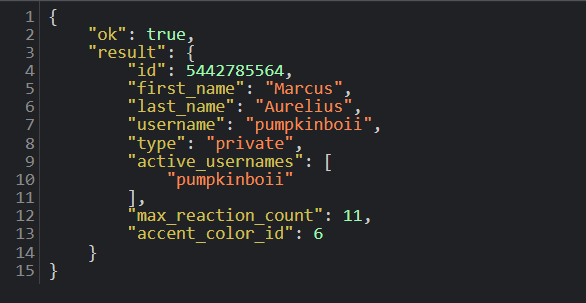 1 {
2     "ok": true,
3     "result": {
4         "id": 5442785564,
5         "first_name": "Marcus",
6         "last_name": "Aurelius",
7         "username": "pumpkinboii",
8         "type": "private",
9         "active_usernames": [
10             "pumpkinboii"
11         ],
12         "max_reaction_count": 11,
13         "accent_color_id": 6
14     }
15 }